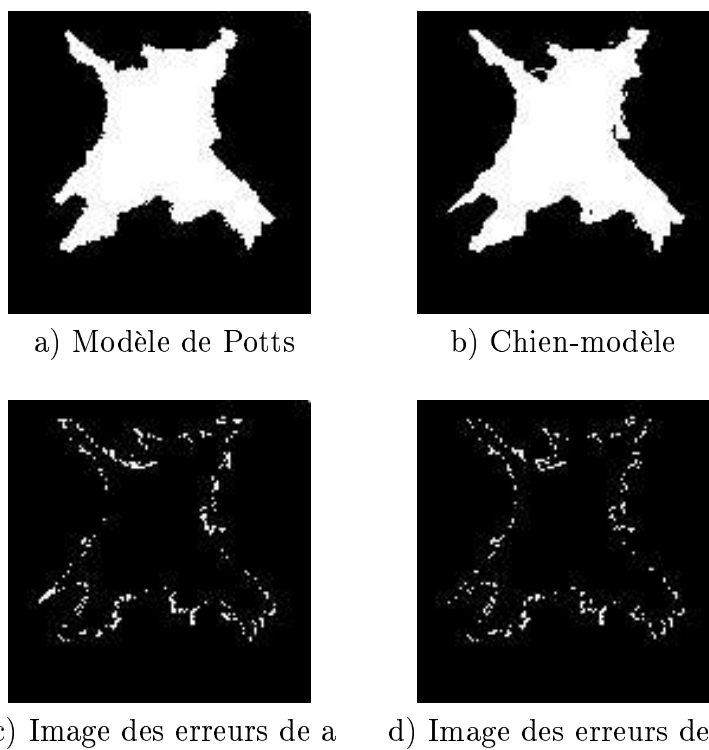 a) Modèle de Potts
b) Chien-modèle
) Image des erreurs de a
d) Image des erreurs de